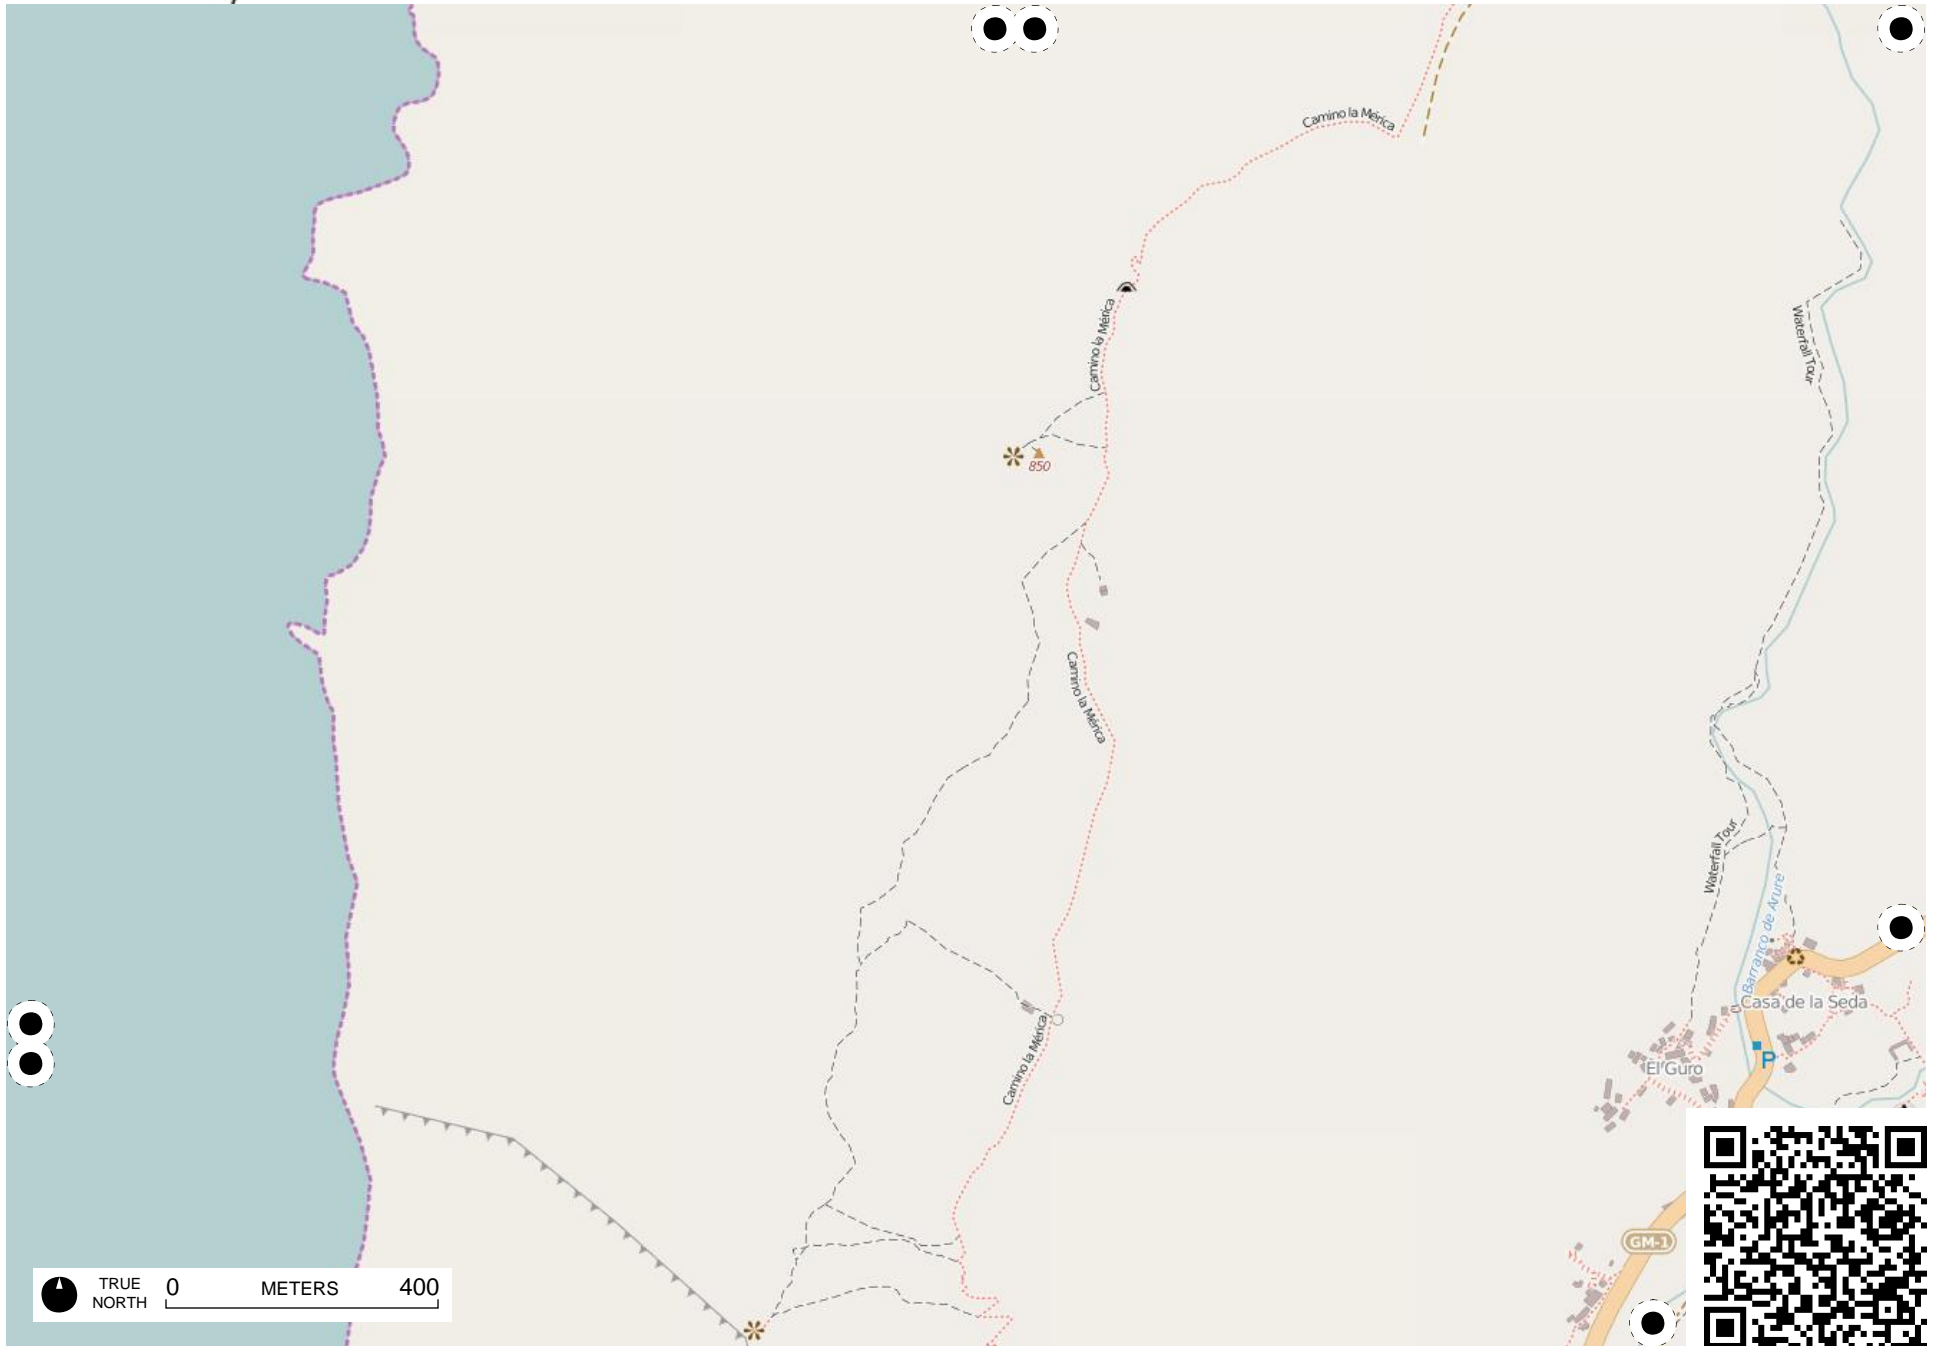 Camino la Mérica
Camino la Mérica
Waterfall Tour
850
Camino la Mérica
Waterfall Tour
Barranco de Arure
Casa de la Seda
Camino la Mérica
P
El Guro
GM-1
TRUE NORTH
0 METERS 400